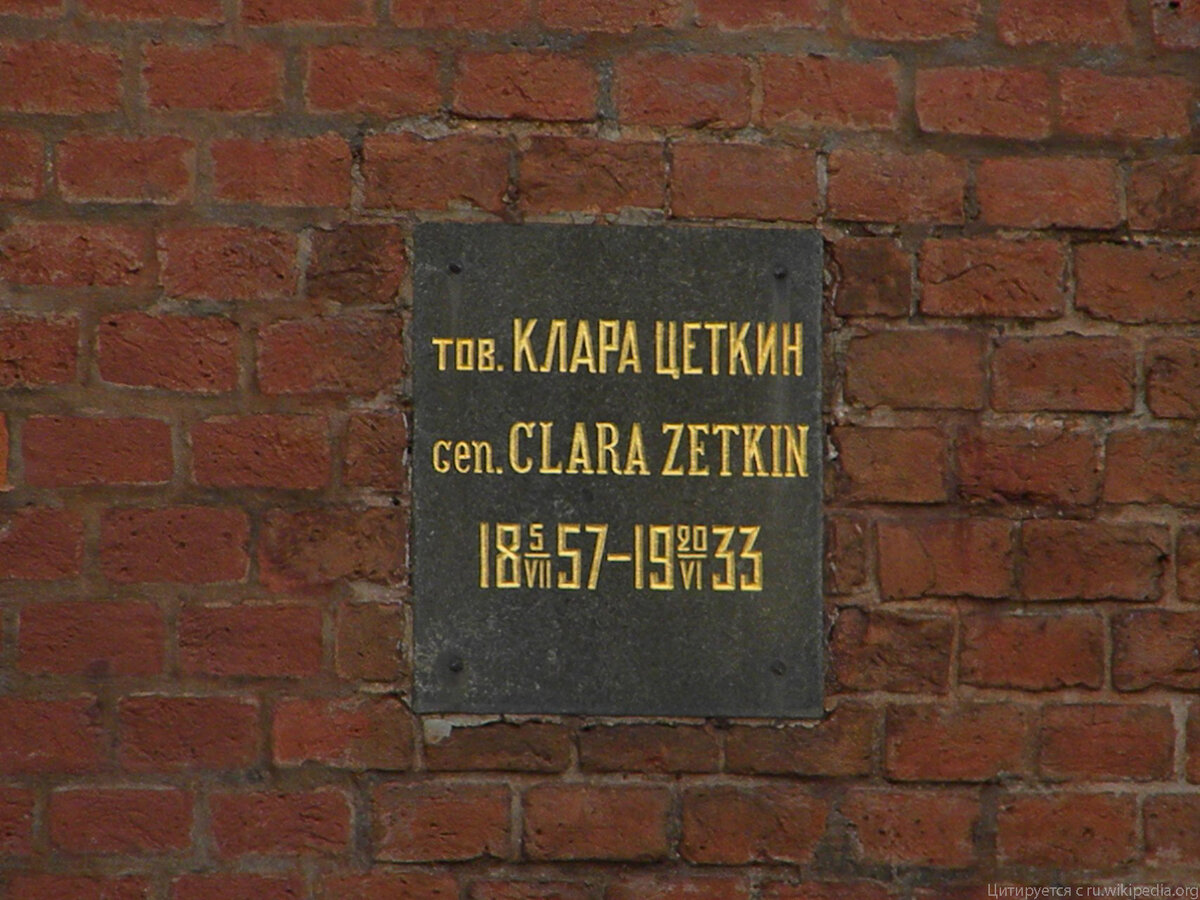 тов. КЛАРА ЦЕТКИН
gen. CLARA ZETKIN
18 5/VII 57–19 20/VI 33
Цитируется с ru.wikipedia.org